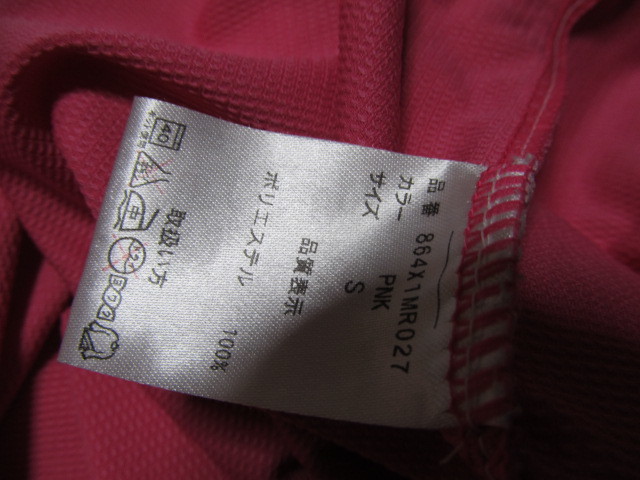 品番 864X1MR027
カラー PNK
サイズ S
品質表示
ポリエステル 100%
取扱い方
40